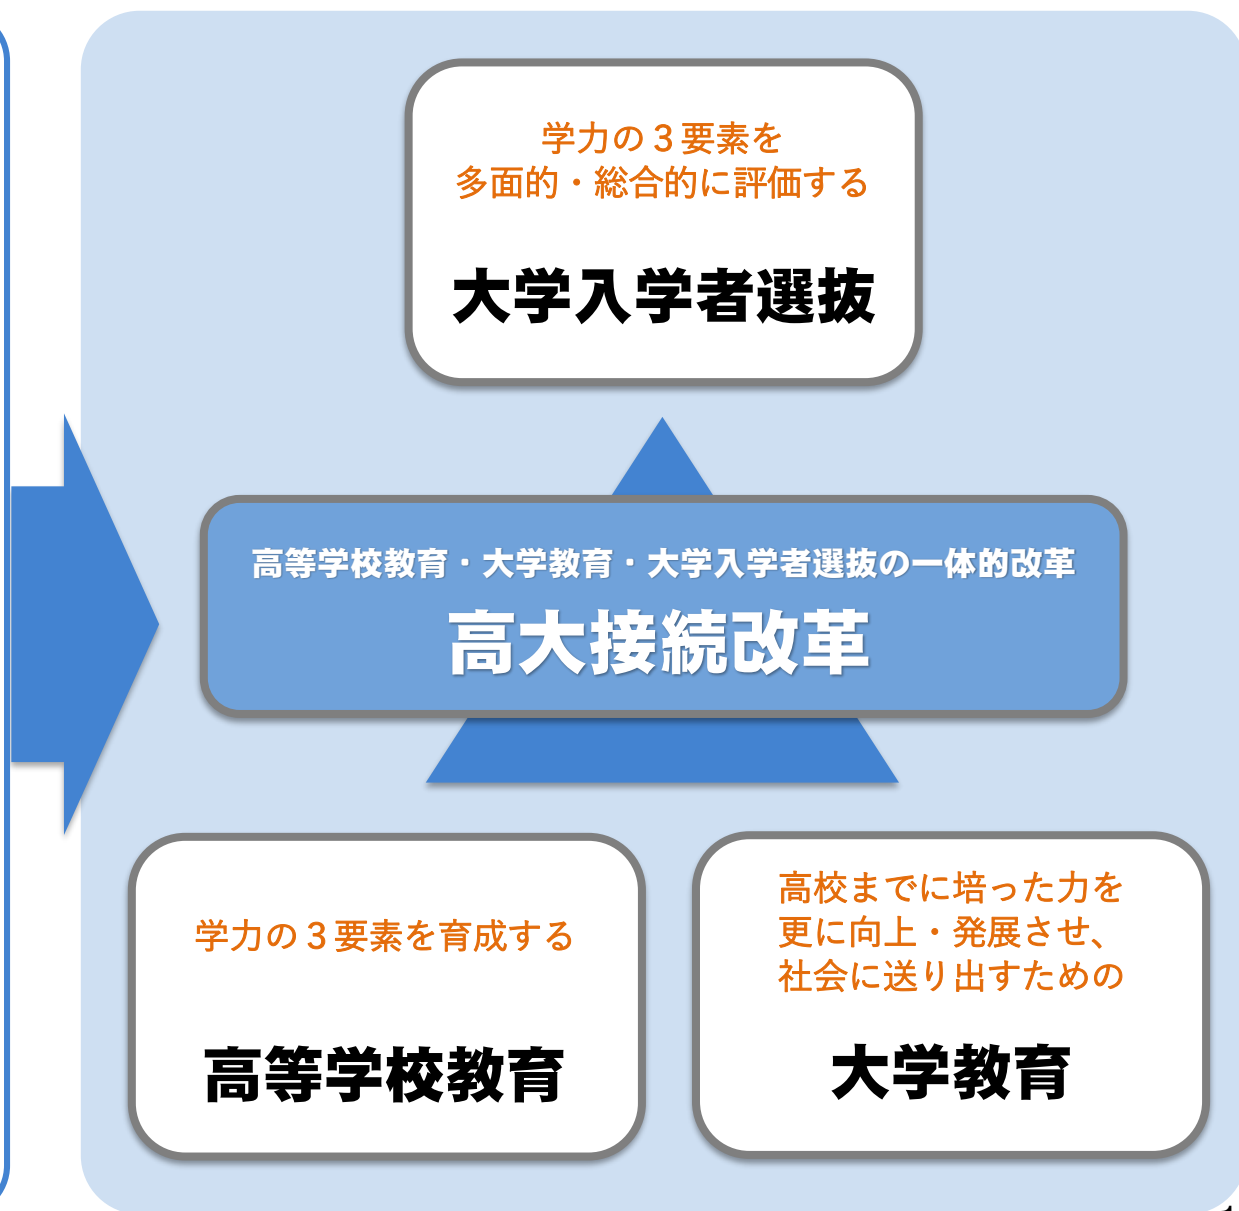 学力の３要素を
多面的・総合的に評価する
大学入学者選抜
高等学校教育・大学教育・大学入学者選抜の一体的改革
高大接続改革
学力の３要素を育成する
高等学校教育
高校までに培った力を
更に向上・発展させ、
社会に送り出すための
大学教育